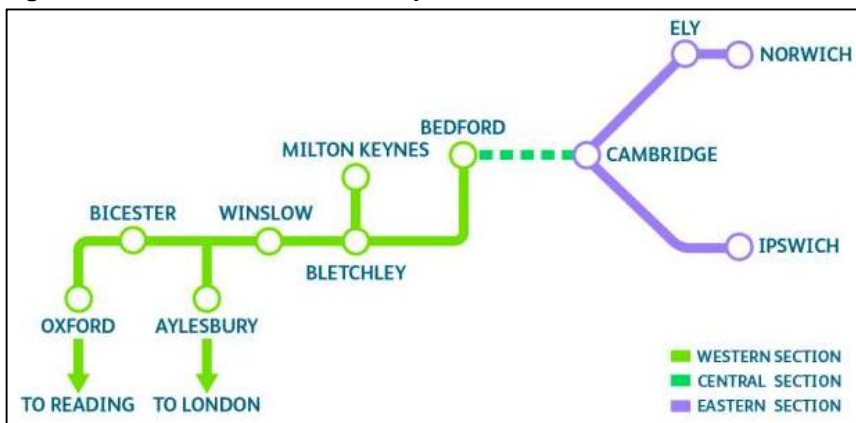 ELY
NORWICH
BEDFORD
MILTON KEYNES
CAMBRIDGE
BICESTER
WINSLOW
IPSWICH
BLETCHLEY
OXFORD
AYLESBURY
WESTERN SECTION
CENTRAL SECTION
EASTERN SECTION
TO READING
TO LONDON